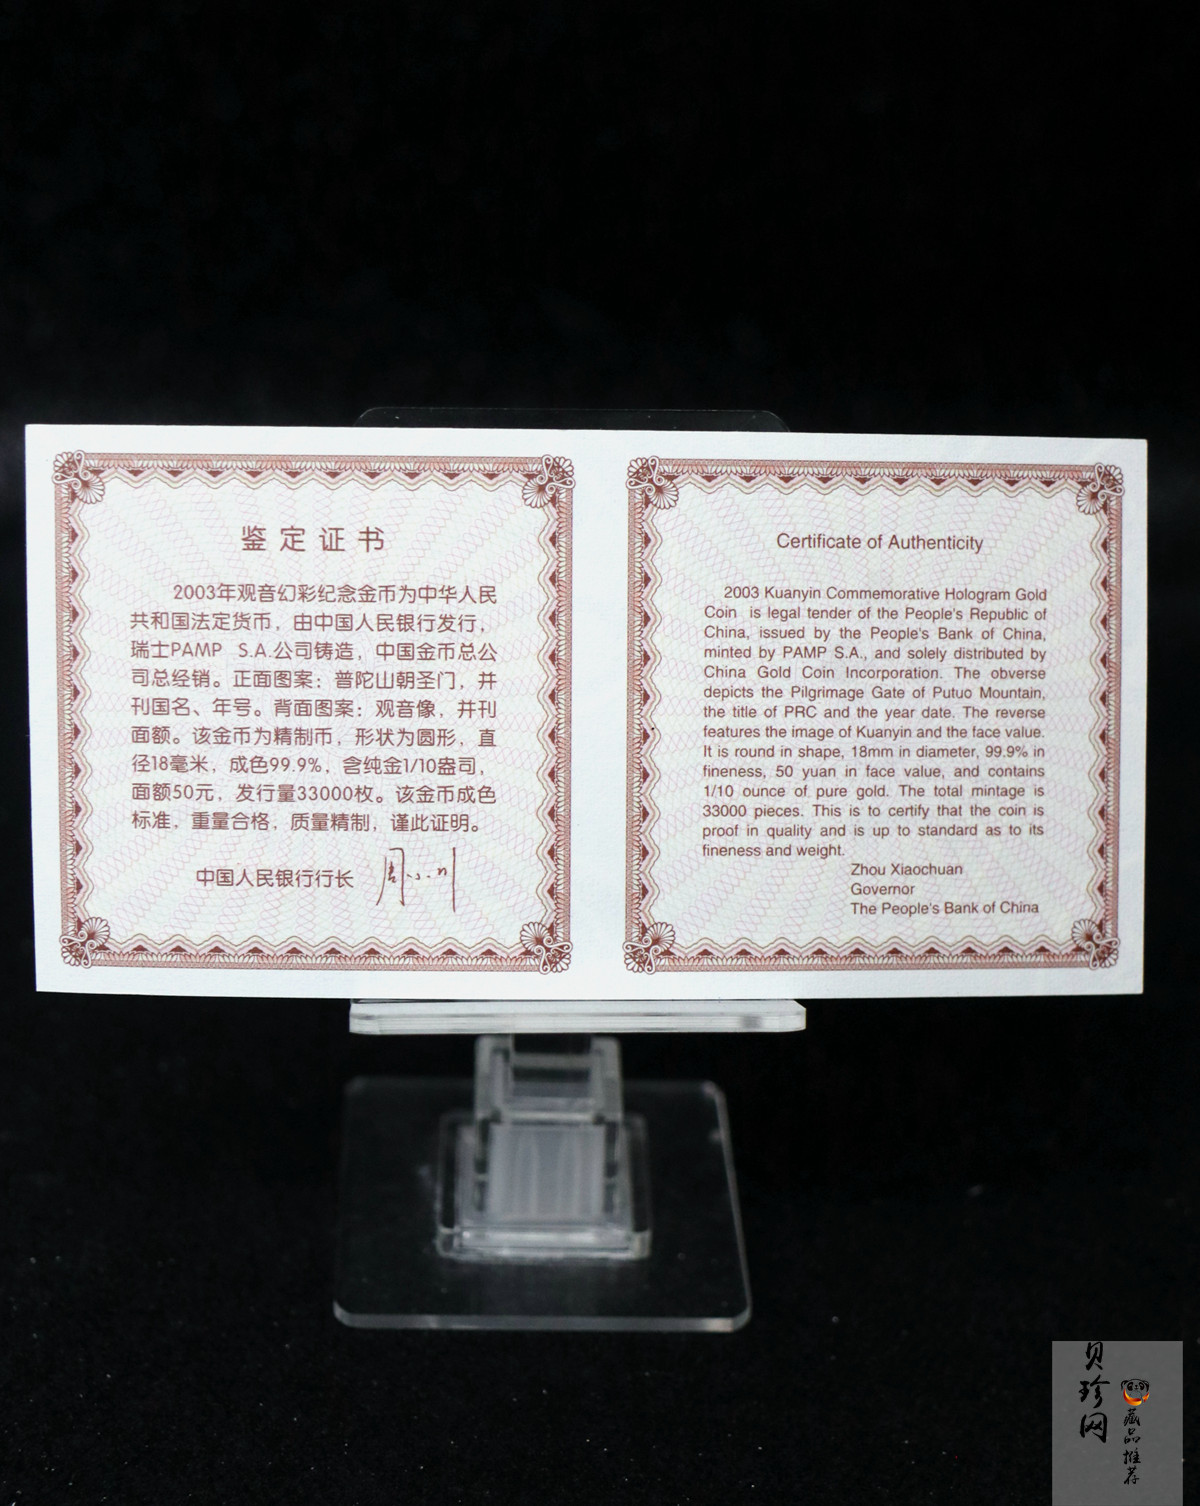 鉴定证书
2003年观音幻彩纪念金币为中华人民
共和国法定货币，由中国人民银行发行，
瑞士PAMP S.A.公司铸造，中国金币总公
司总经销。正面图案：普陀山朝圣门，并
刊国名、年号。背面图案：观音像，并刊
面额。该金币为精制币，形状为圆形，直
径18毫米，成色99.9%，含纯金1/10盎司，
面额50元，发行量33000枚。该金币成色
标准，重量合格，质量精制，谨此证明。
中国人民银行行长 周小川
Certificate of Authenticity
2003 Kuanyin Commemorative Hologram Gold
Coin is legal tender of the People's Republic of
China, issued by the People's Bank of China,
minted by PAMP S.A., and solely distributed by
China Gold Coin Incorporation. The obverse
depicts the Pilgrimage Gate of Putuo Mountain,
the title of PRC and the year date. The reverse
features the image of Kuanyin and the face value.
It is round in shape, 18mm in diameter, 99.9% in
fineness, 50 yuan in face value, and contains
1/10 ounce of pure gold. The total mintage is
33000 pieces. This is to certify that the coin is
proof in quality and is up to standard as to its
fineness and weight.
Zhou Xiaochuan
Governor
The People's Bank of China
贝珍网
藏品推荐